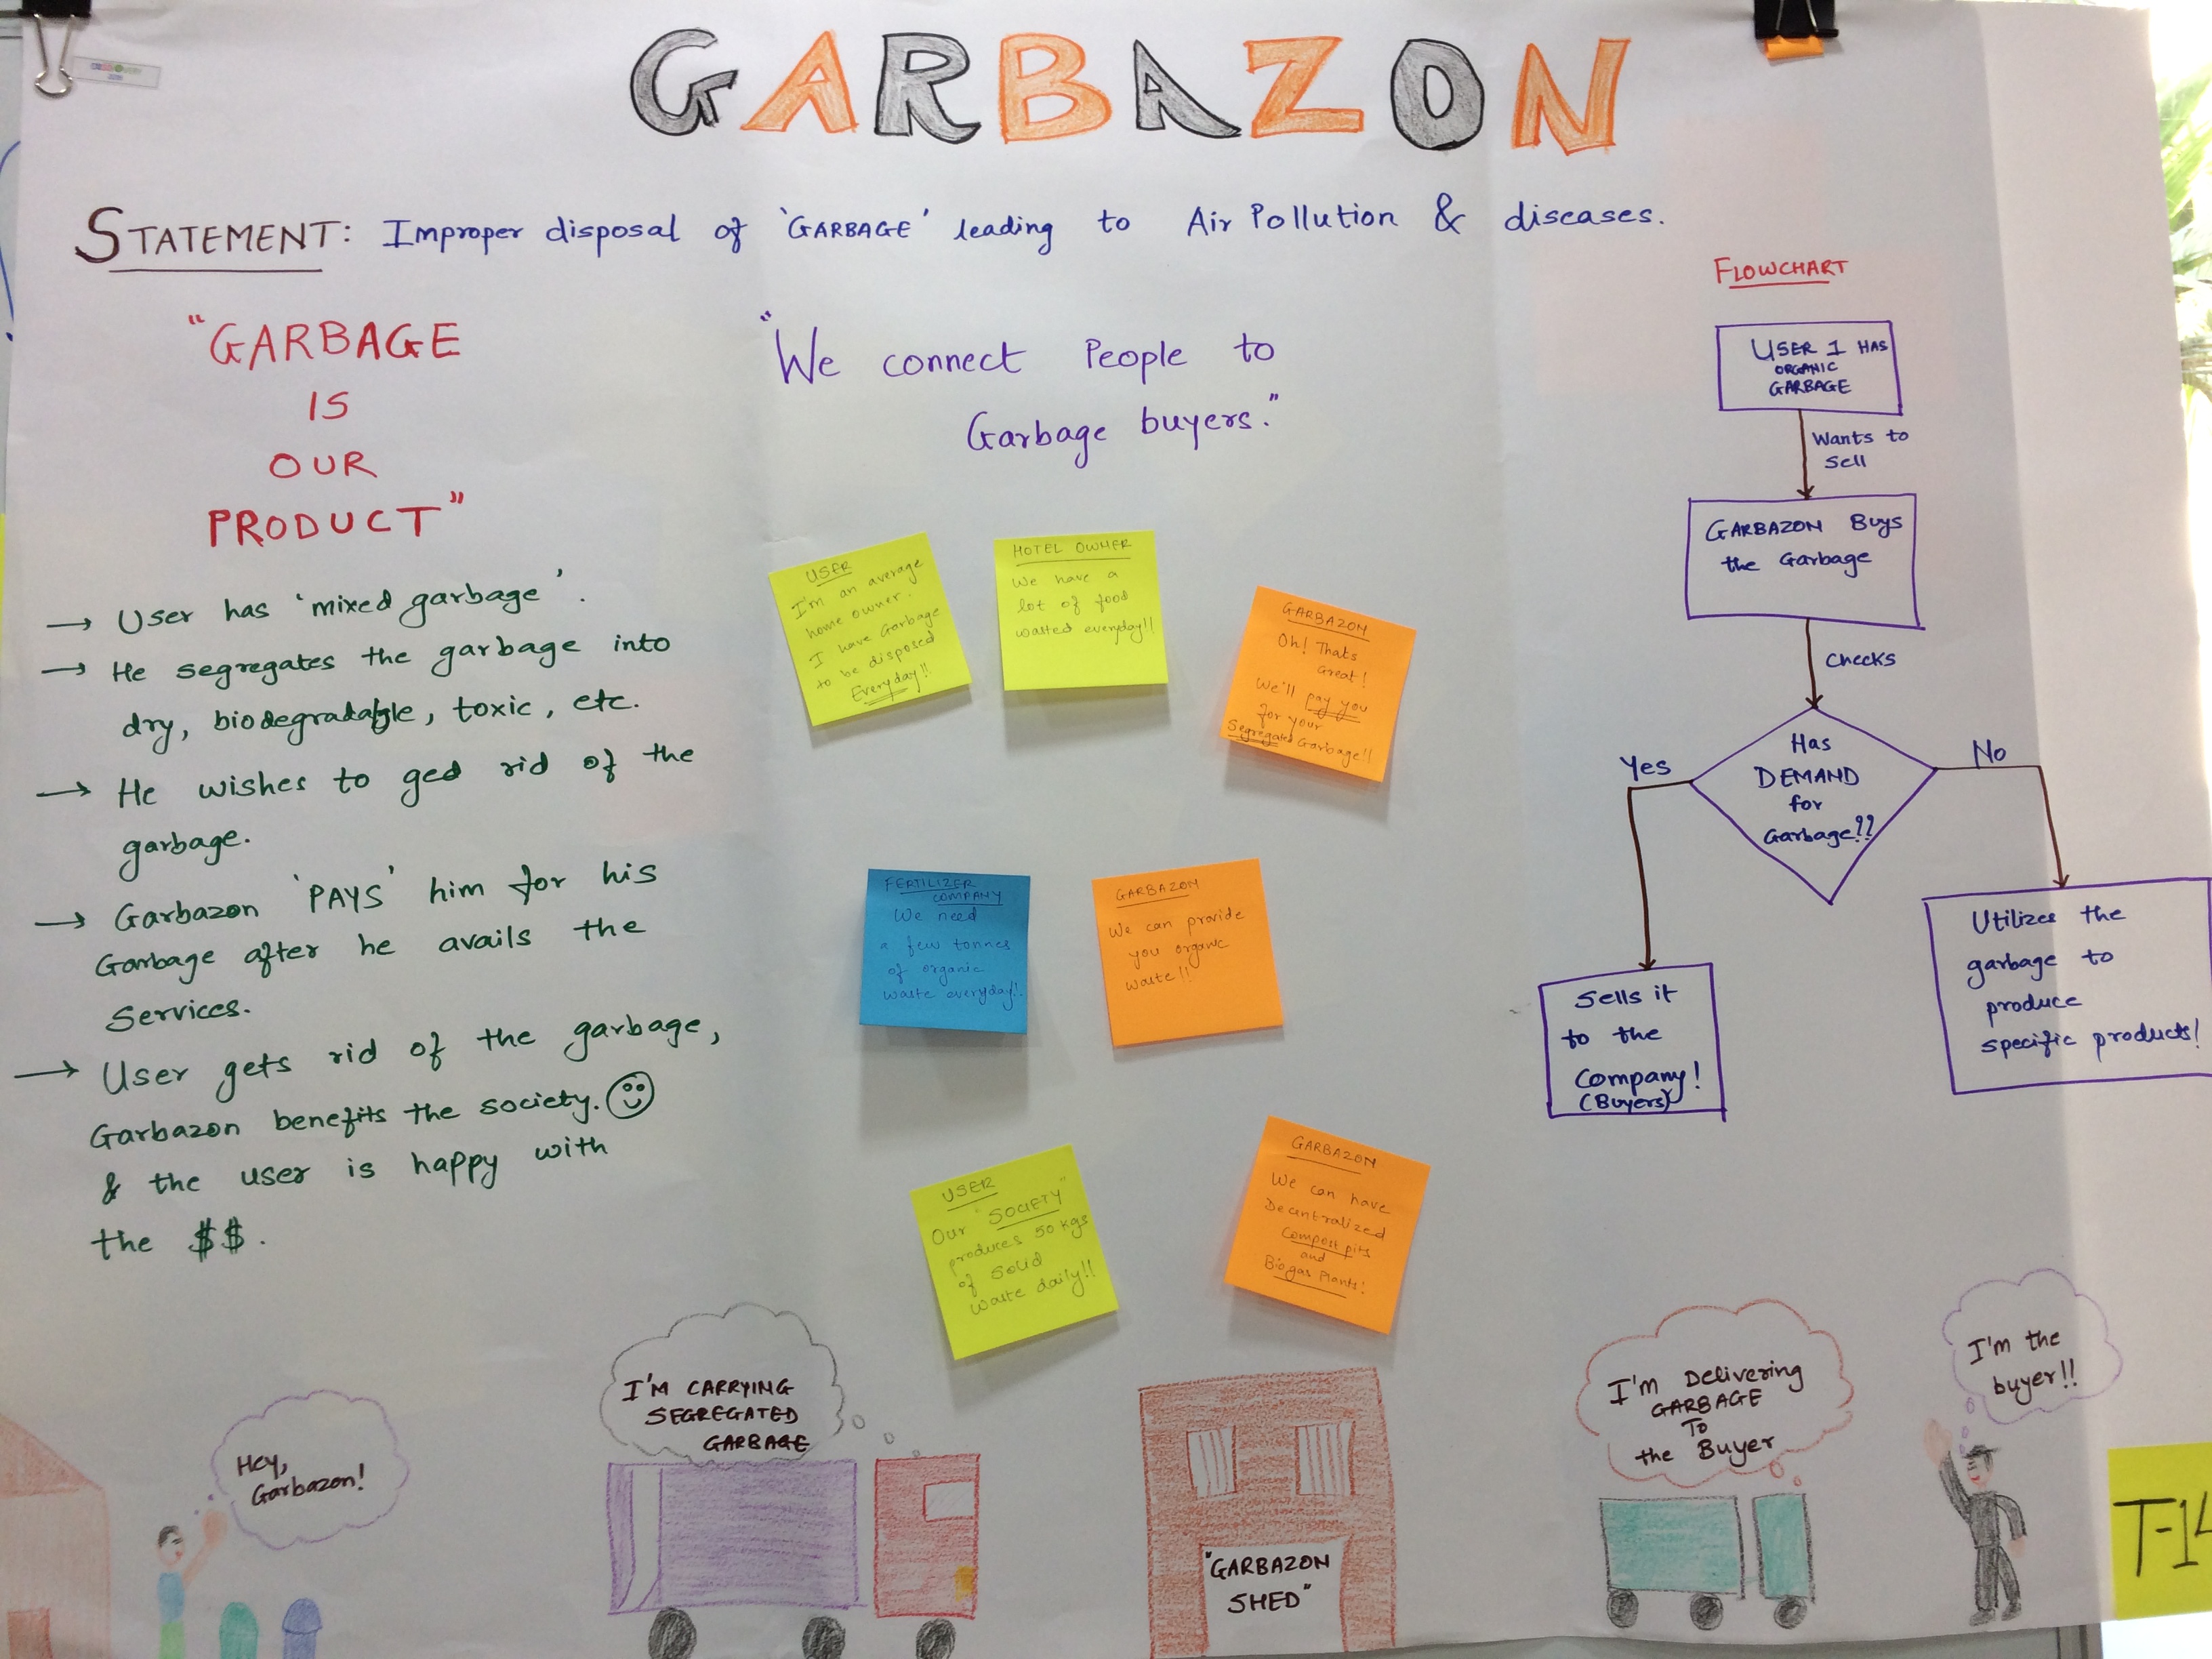 GARBAZON
STATEMENT: Improper disposal of 'GARBAGE' leading to Air Pollution & diseases.
"GARBAGE
IS
OUR
PRODUCT"
→ User has 'mixed garbage'.
→ He segregates the garbage into
dry, biodegradable, toxic, etc.
→ He wishes to ged rid of the
garbage.
→ Garbazon 'PAYS' him for his
Garbage after he avails the
Services.
→ User gets rid of the garbage,
Garbazon benefits the society.
& the user is happy with
the $$.
"We connect People to
Garbage buyers."
USER
I'm an average
home owner.
I have Garbage
to be disposed
Everyday!!
HOTEL OWNER
We have a
lot of food
wasted everyday!!
GARBAZON
Oh! Thats
Great!
We'll pay you
for your
Segregated Garbage!!
FERTILIZER
COMPANY
We need
a few tonnes
of organic
waste everyday!!
GARBAZON
We can provide
you organic
waste!!
USER
Our "SOCIETY"
produces 50 kgs
of solid
waste daily!!
GARBAZON
We can have
Decentralized
Compost pits
and
Biogas Plants!
FLOWCHART
USER 1 HAS
ORGANIC
GARBAGE
Wants to
Sell
GARBAZON Buys
the Garbage
Checks
Has
DEMAND
for
Garbage??
Yes
No
Sells it
to the
Company!
(Buyers)
Utilizes the
garbage to
produce
specific products!
Hey,
Garbazon!
I'M CARRYING
SEGREGATED
GARBAGE
"GARBAZON
SHED"
I'm Delivering
GARBAGE
TO
the Buyer
I'm the
buyer!!
T-14